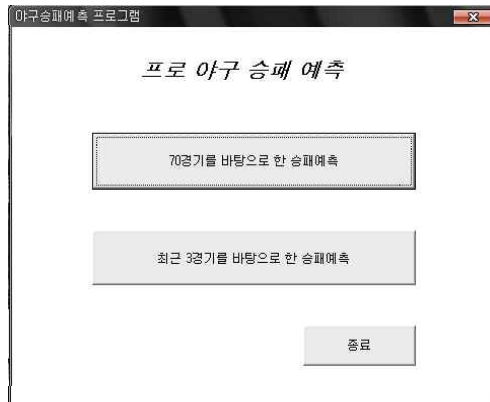 야구승패예측 프로그램
프로 야구 승패 예측
70경기를 바탕으로 한 승패예측
최근 3경기를 바탕으로 한 승패예측
종료